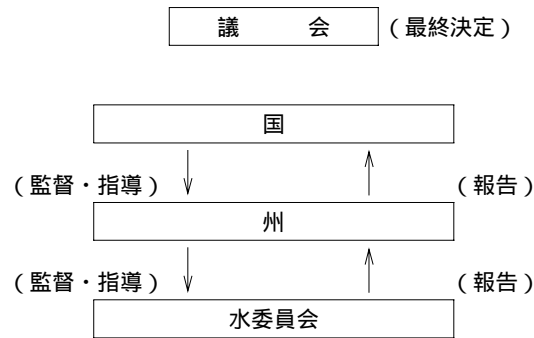 議　　会 （最終決定）
国
（監督・指導） （報告）
州
（監督・指導） （報告）
水委員会